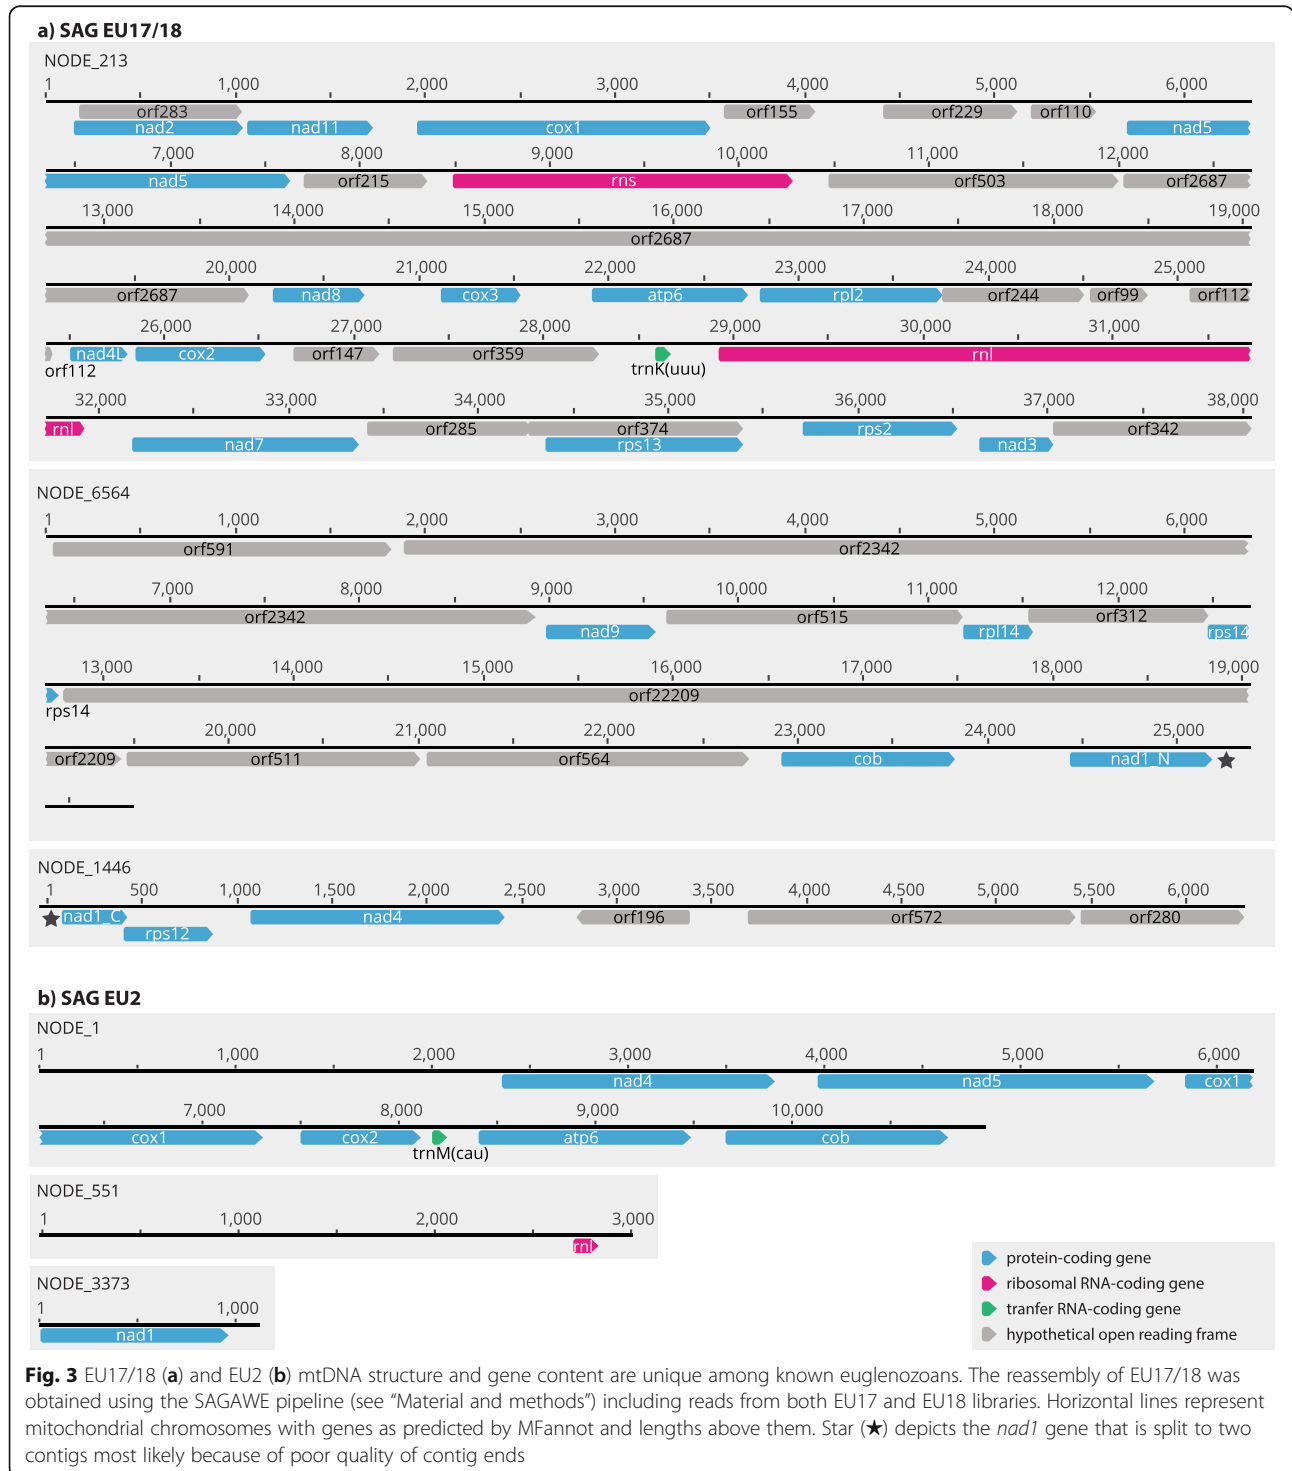 a) SAG EU17/18
NODE_213
1 1,000 2,000 3,000 4,000 5,000 6,000
orf283 orf155 orf229 orf110
nad2 nad11 cox1 nad5
7,000 8,000 9,000 10,000 11,000 12,000
nad5 orf215 rns orf503 orf2687
13,000 14,000 15,000 16,000 17,000 18,000 19,000
orf2687
20,000 21,000 22,000 23,000 24,000 25,000
orf2687 nad8 cox3 atp6 rpl2 orf244 orf99 orf112
26,000 27,000 28,000 29,000 30,000 31,000
nad4L cox2 orf147 orf359 rnl
orf112 trnK(uuu)
32,000 33,000 34,000 35,000 36,000 37,000 38,000
rnl orf285 orf374 rps2 orf342
nad7 rps13 nad3
NODE_6564
1 1,000 2,000 3,000 4,000 5,000 6,000
orf591 orf2342
7,000 8,000 9,000 10,000 11,000 12,000
orf2342 orf515 orf312
nad9 rpl14 rps14
13,000 14,000 15,000 16,000 17,000 18,000 19,000
orf22209
rps14
20,000 21,000 22,000 23,000 24,000 25,000
orf2209 orf511 orf564 cob nad1_N ★
NODE_1446
1 500 1,000 1,500 2,000 2,500 3,000 3,500 4,000 4,500 5,000 5,500 6,000
★ nad1_C nad4 orf196 orf572 orf280
rps12
b) SAG EU2
NODE_1
1 1,000 2,000 3,000 4,000 5,000 6,000
nad4 nad5 cox1
7,000 8,000 9,000 10,000
cox1 cox2 atp6 cob
trnM(cau)
NODE_551
1 1,000 2,000 3,000
rnl
NODE_3373
1 1,000
nad1
protein-coding gene
ribosomal RNA-coding gene
tranfer RNA-coding gene
hypothetical open reading frame
Fig. 3 EU17/18 (a) and EU2 (b) mtDNA structure and gene content are unique among known euglenozoans. The reassembly of EU17/18 was
obtained using the SAGAWE pipeline (see “Material and methods”) including reads from both EU17 and EU18 libraries. Horizontal lines represent
mitochondrial chromosomes with genes as predicted by MFannot and lengths above them. Star (★) depicts the nad1 gene that is split to two
contigs most likely because of poor quality of contig ends